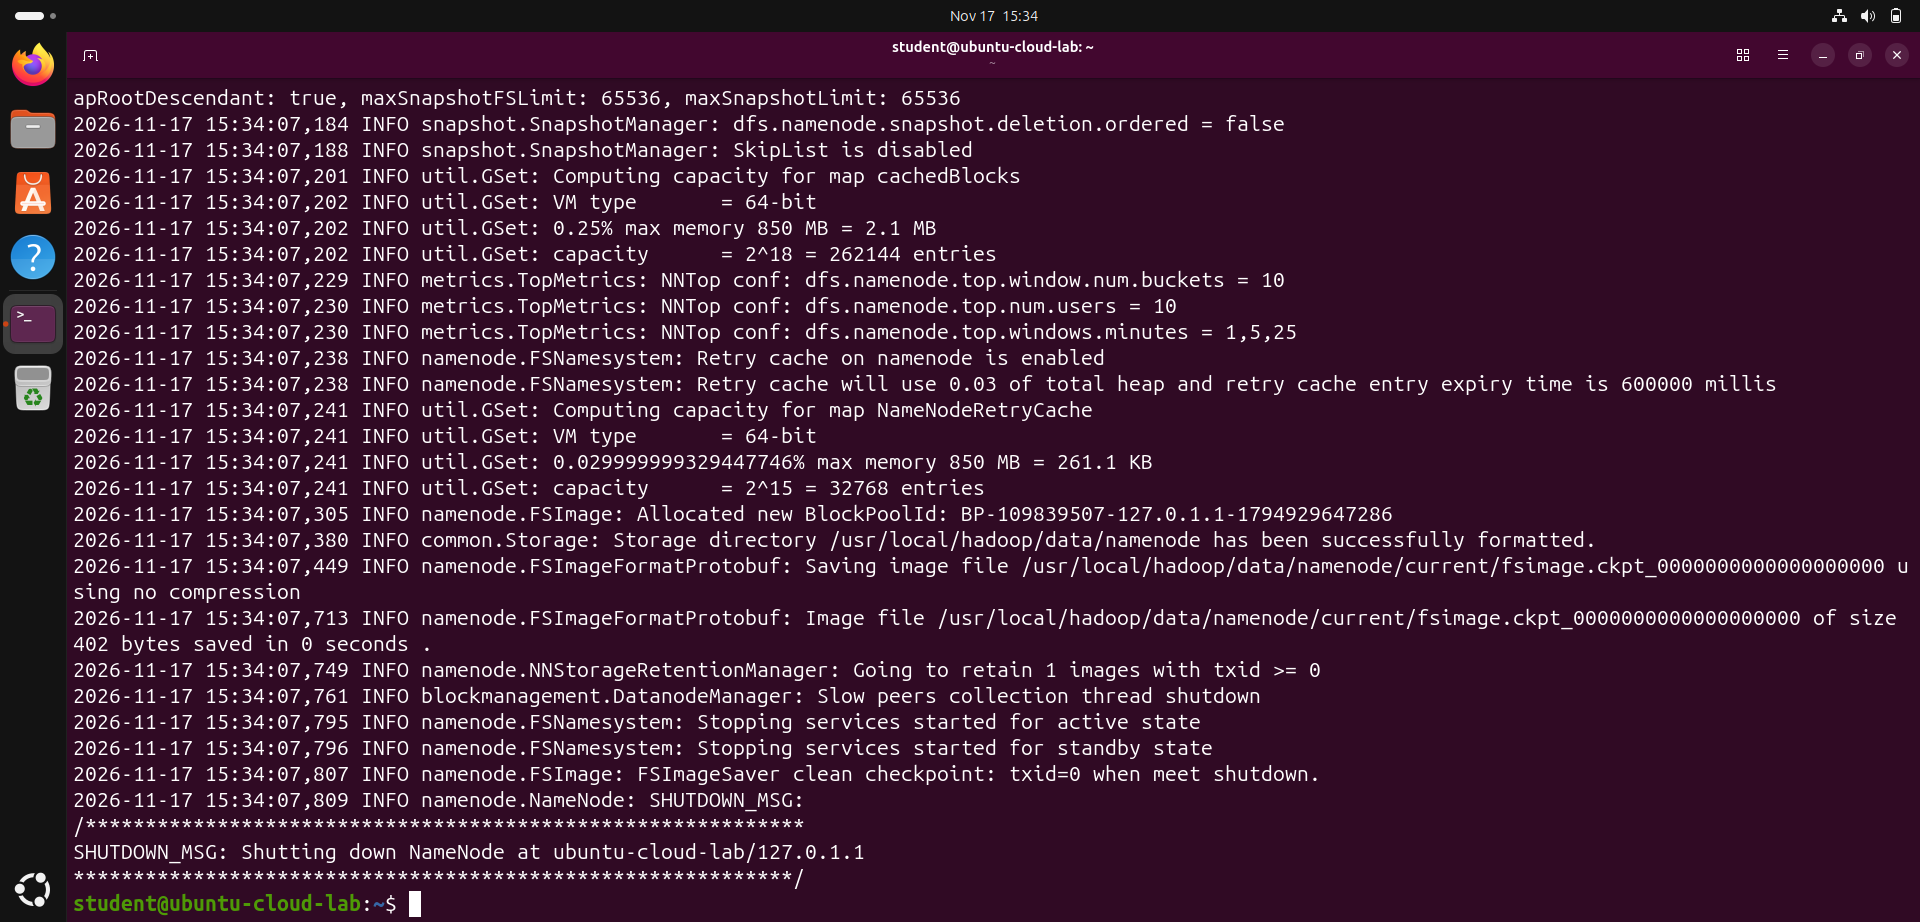 Nov 17 15:34
student@ubuntu-cloud-lab: ~
~
apRootDescendant: true, maxSnapshotFSLimit: 65536, maxSnapshotLimit: 65536
2026-11-17 15:34:07,184 INFO snapshot.SnapshotManager: dfs.namenode.snapshot.deletion.ordered = false
2026-11-17 15:34:07,188 INFO snapshot.SnapshotManager: SkipList is disabled
2026-11-17 15:34:07,201 INFO util.GSet: Computing capacity for map cachedBlocks
2026-11-17 15:34:07,202 INFO util.GSet: VM type       = 64-bit
2026-11-17 15:34:07,202 INFO util.GSet: 0.25% max memory 850 MB = 2.1 MB
2026-11-17 15:34:07,202 INFO util.GSet: capacity      = 2^18 = 262144 entries
2026-11-17 15:34:07,229 INFO metrics.TopMetrics: NNTop conf: dfs.namenode.top.window.num.buckets = 10
2026-11-17 15:34:07,230 INFO metrics.TopMetrics: NNTop conf: dfs.namenode.top.num.users = 10
2026-11-17 15:34:07,230 INFO metrics.TopMetrics: NNTop conf: dfs.namenode.top.windows.minutes = 1,5,25
2026-11-17 15:34:07,238 INFO namenode.FSNamesystem: Retry cache on namenode is enabled
2026-11-17 15:34:07,238 INFO namenode.FSNamesystem: Retry cache will use 0.03 of total heap and retry cache entry expiry time is 600000 millis
2026-11-17 15:34:07,241 INFO util.GSet: Computing capacity for map NameNodeRetryCache
2026-11-17 15:34:07,241 INFO util.GSet: VM type       = 64-bit
2026-11-17 15:34:07,241 INFO util.GSet: 0.029999999329447746% max memory 850 MB = 261.1 KB
2026-11-17 15:34:07,241 INFO util.GSet: capacity      = 2^15 = 32768 entries
2026-11-17 15:34:07,305 INFO namenode.FSImage: Allocated new BlockPoolId: BP-109839507-127.0.1.1-1794929647286
2026-11-17 15:34:07,380 INFO common.Storage: Storage directory /usr/local/hadoop/data/namenode has been successfully formatted.
2026-11-17 15:34:07,449 INFO namenode.FSImageFormatProtobuf: Saving image file /usr/local/hadoop/data/namenode/current/fsimage.ckpt_0000000000000000000 u
sing no compression
2026-11-17 15:34:07,713 INFO namenode.FSImageFormatProtobuf: Image file /usr/local/hadoop/data/namenode/current/fsimage.ckpt_0000000000000000000 of size
402 bytes saved in 0 seconds .
2026-11-17 15:34:07,749 INFO namenode.NNStorageRetentionManager: Going to retain 1 images with txid >= 0
2026-11-17 15:34:07,761 INFO blockmanagement.DatanodeManager: Slow peers collection thread shutdown
2026-11-17 15:34:07,795 INFO namenode.FSNamesystem: Stopping services started for active state
2026-11-17 15:34:07,796 INFO namenode.FSNamesystem: Stopping services started for standby state
2026-11-17 15:34:07,807 INFO namenode.FSImage: FSImageSaver clean checkpoint: txid=0 when meet shutdown.
2026-11-17 15:34:07,809 INFO namenode.NameNode: SHUTDOWN_MSG:
/************************************************************
SHUTDOWN_MSG: Shutting down NameNode at ubuntu-cloud-lab/127.0.1.1
************************************************************/
student@ubuntu-cloud-lab:~$